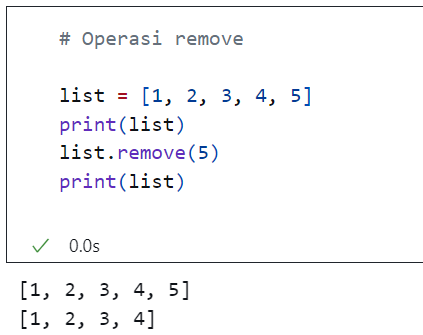 # Operasi remove
list = [1, 2, 3, 4, 5]
print(list)
list.remove(5)
print(list)
0.0s
[1, 2, 3, 4, 5]
[1, 2, 3, 4]